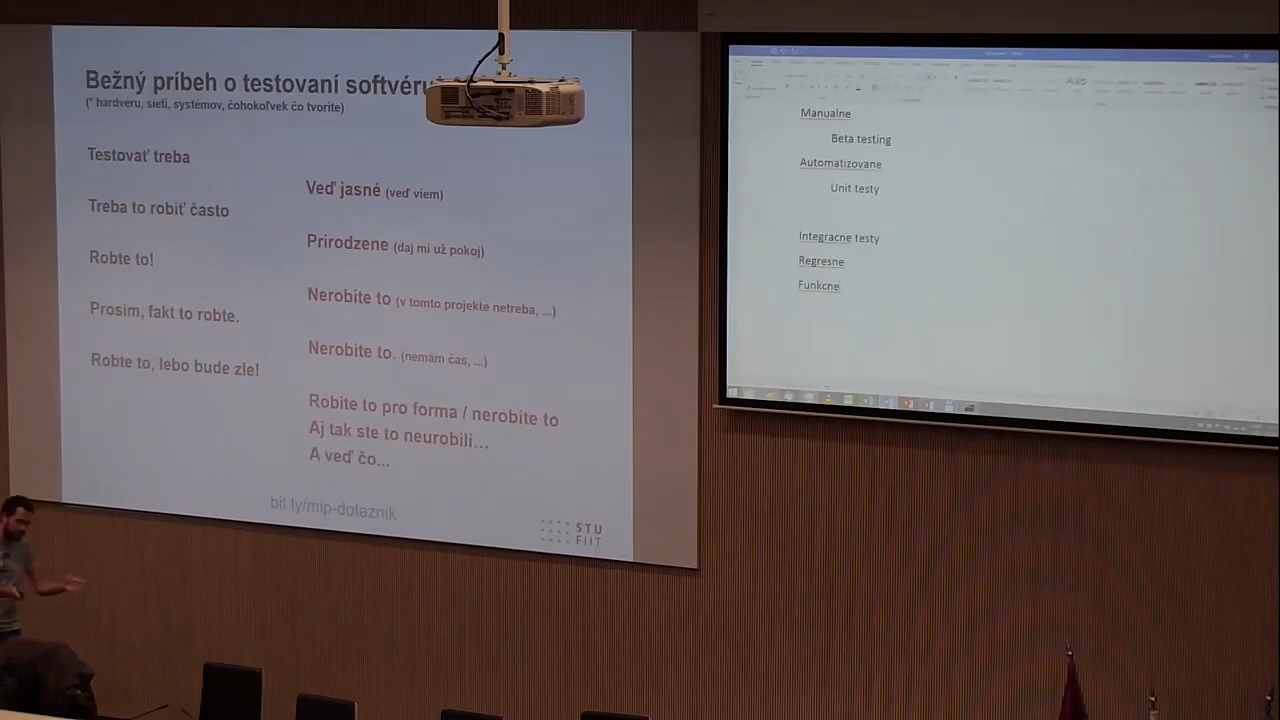 Bežný príbeh o testovaní softvéru
(* hardvéru, sietí, systémov, čohokoľvek čo tvoríte)
Testovať treba
Veď jasné (veď viem)
Treba to robiť často
Prirodzene (daj mi už pokoj)
Robte to!
Nerobíte to (v tomto projekte netreba, ...)
Prosím, fakt to robte.
Nerobíte to. (nemám čas, ...)
Robte to, lebo bude zle!
Robíte to pro forma / nerobíte to
Aj tak ste to neurobili...
A veď čo...
bit ly/mip-dotaznik
STU
FIIT
Manualne
Beta testing
Automatizovane
Unit testy
Integracne testy
Regresne
Funkcne